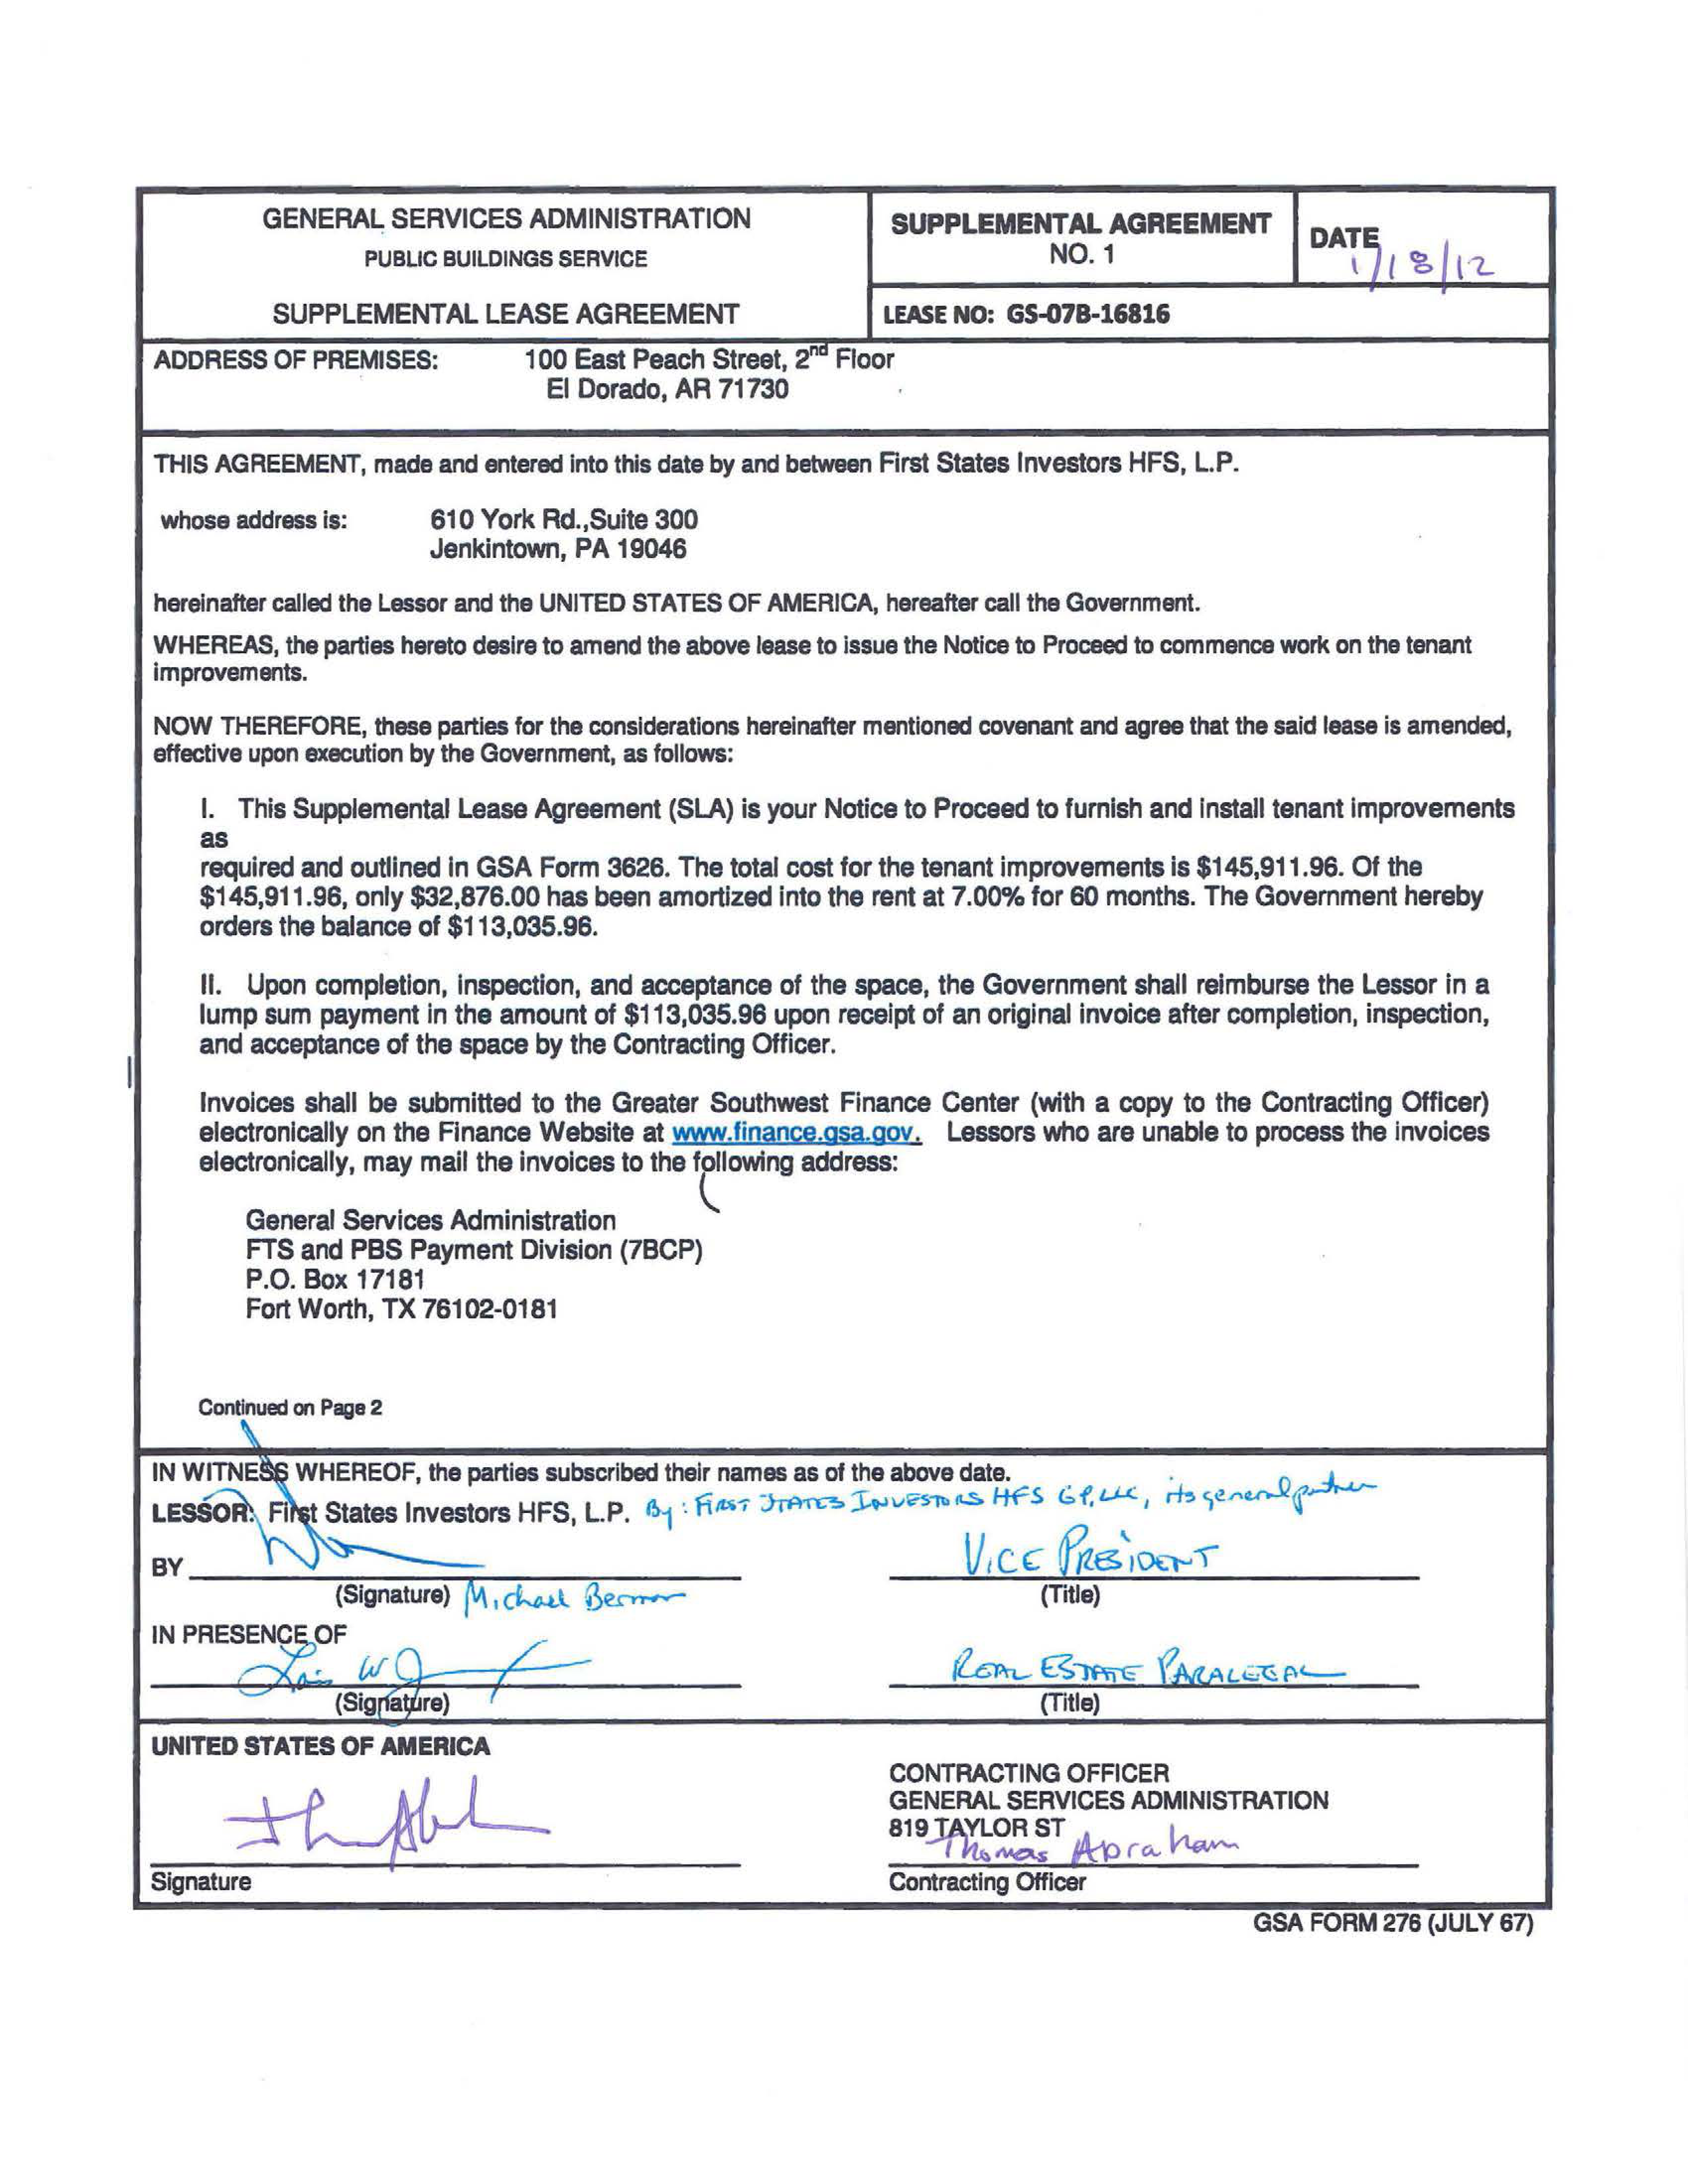 GENERAL SERVICES ADMINISTRATION
PUBLIC BUILDINGS SERVICE
SUPPLEMENTAL LEASE AGREEMENT
SUPPLEMENTAL AGREEMENT
NO. 1
DATE
1/18/12
LEASE NO: GS-07B-16816
ADDRESS OF PREMISES: 100 East Peach Street, 2nd Floor
El Dorado, AR 71730
THIS AGREEMENT, made and entered into this date by and between First States Investors HFS, L.P.
whose address is: 610 York Rd.,Suite 300
Jenkintown, PA 19046
hereinafter called the Lessor and the UNITED STATES OF AMERICA, hereafter call the Government.
WHEREAS, the parties hereto desire to amend the above lease to issue the Notice to Proceed to commence work on the tenant
improvements.
NOW THEREFORE, these parties for the considerations hereinafter mentioned covenant and agree that the said lease is amended,
effective upon execution by the Government, as follows:
I. This Supplemental Lease Agreement (SLA) is your Notice to Proceed to furnish and install tenant improvements
as
required and outlined in GSA Form 3626. The total cost for the tenant improvements is $145,911.96. Of the
$145,911.96, only $32,876.00 has been amortized into the rent at 7.00% for 60 months. The Government hereby
orders the balance of $113,035.96.
II. Upon completion, inspection, and acceptance of the space, the Government shall reimburse the Lessor in a
lump sum payment in the amount of $113,035.96 upon receipt of an original invoice after completion, inspection,
and acceptance of the space by the Contracting Officer.
Invoices shall be submitted to the Greater Southwest Finance Center (with a copy to the Contracting Officer)
electronically on the Finance Website at www.finance.gsa.gov. Lessors who are unable to process the invoices
electronically, may mail the invoices to the following address:
General Services Administration
FTS and PBS Payment Division (7BCP)
P.O. Box 17181
Fort Worth, TX 76102-0181
Continued on Page 2
IN WITNESS WHEREOF, the parties subscribed their names as of the above date.
LESSOR: First States Investors HFS, L.P. By: FIRST STATES INVESTORS HFS GP, LLC, its general partner
BY
VICE PRESIDENT
(Signature) Michael Berman
(Title)
IN PRESENCE OF
REAL ESTATE PARALEGAL
(Signature)
(Title)
UNITED STATES OF AMERICA
CONTRACTING OFFICER
GENERAL SERVICES ADMINISTRATION
819 TAYLOR ST
Thomas Abraham
Signature
Contracting Officer
GSA FORM 276 (JULY 67)